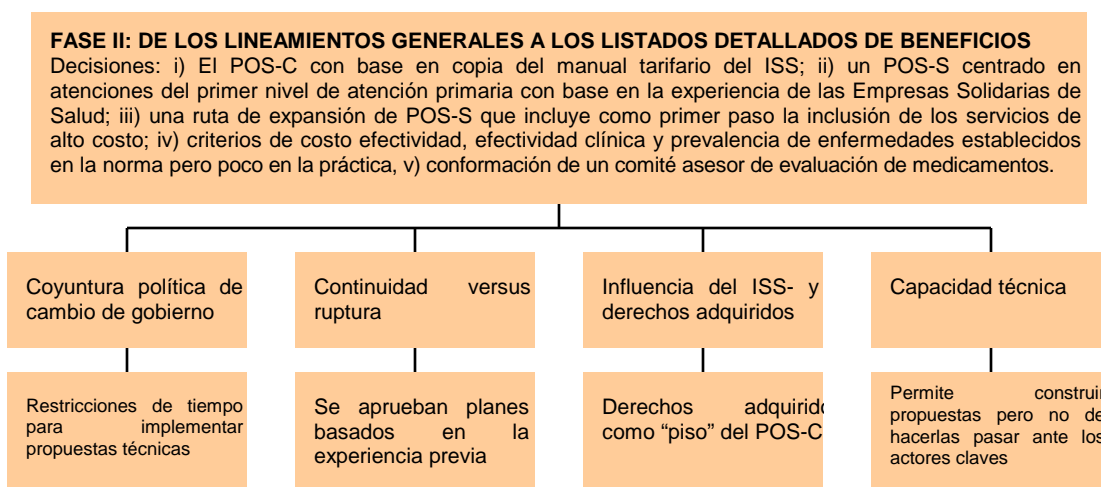 FASE II: DE LOS LINEAMIENTOS GENERALES A LOS LISTADOS DETALLADOS DE BENEFICIOS
Decisiones: i) El POS-C con base en copia del manual tarifario del ISS; ii) un POS-S centrado en
atenciones del primer nivel de atención primaria con base en la experiencia de las Empresas Solidarias de
Salud; iii) una ruta de expansión de POS-S que incluye como primer paso la inclusión de los servicios de
alto costo; iv) criterios de costo efectividad, efectividad clínica y prevalencia de enfermedades establecidos
en la norma pero poco en la práctica, v) conformación de un comité asesor de evaluación de medicamentos.
Coyuntura política de
cambio de gobierno
Continuidad versus
ruptura
Influencia del ISS- y
derechos adquiridos
Capacidad técnica
Restricciones de tiempo
para implementar
propuestas técnicas
Se aprueban planes
basados en la
experiencia previa
Derechos
como “piso” del POS-C
Permite construir
propuestas pero no de
hacerlas pasar ante los
actores claves